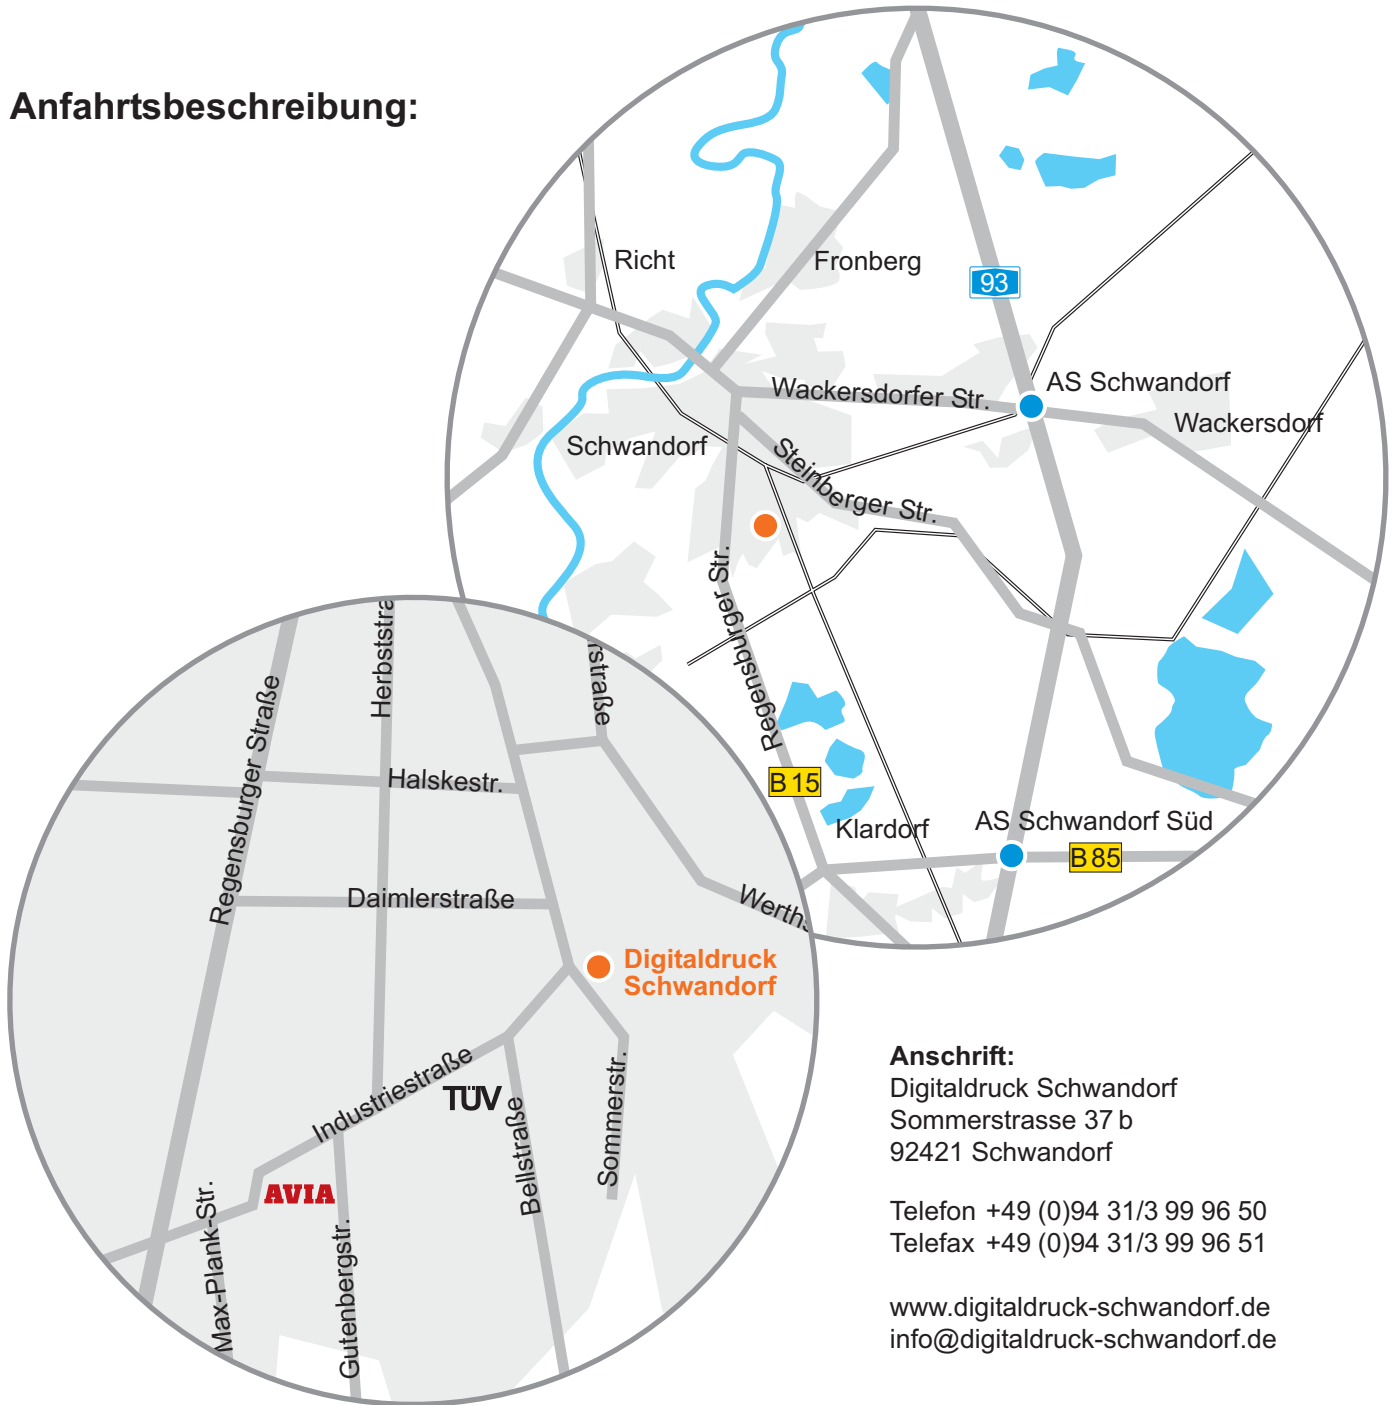 Anfahrtsbeschreibung:
Richt
Fronberg
93
AS Schwandorf
Wackersdorfer Str.
Wackersdorf
Schwandorf
Steinberger Str.
Regensburger Str.
B 15
Klardorf
AS Schwandorf Süd
B 85
Herbststra
rstraße
Regensburger Straße
Halskestr.
Daimlerstraße
Werths
Digitaldruck
Schwandorf
Industriestraße
TÜV
Sommerstr.
Bellstraße
AVIA
Max-Plank-Str.
Gutenbergstr.
Anschrift:
Digitaldruck Schwandorf
Sommerstrasse 37 b
92421 Schwandorf
Telefon +49 (0)94 31/3 99 96 50
Telefax +49 (0)94 31/3 99 96 51
www.digitaldruck-schwandorf.de
info@digitaldruck-schwandorf.de